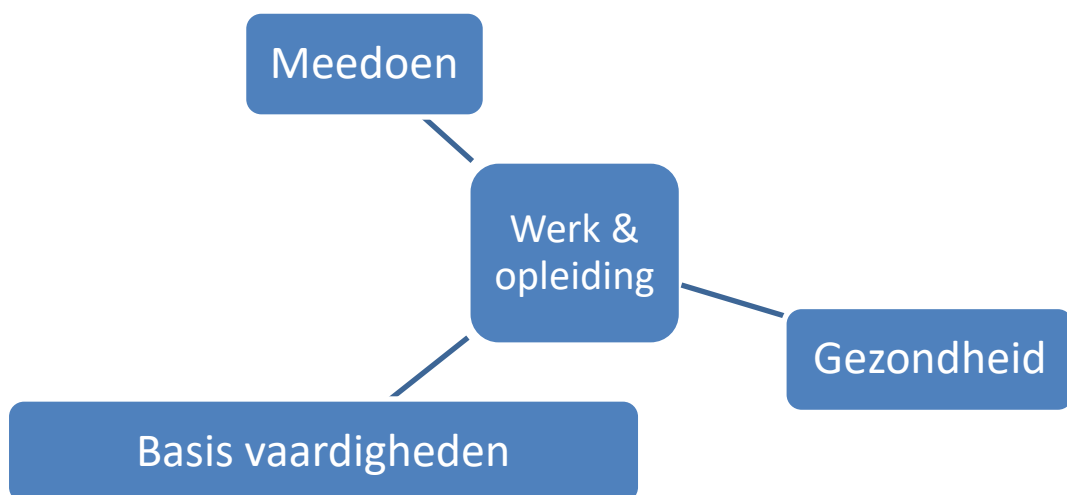 Meedoen
Werk &
opleiding
Gezondheid
Basis vaardigheden